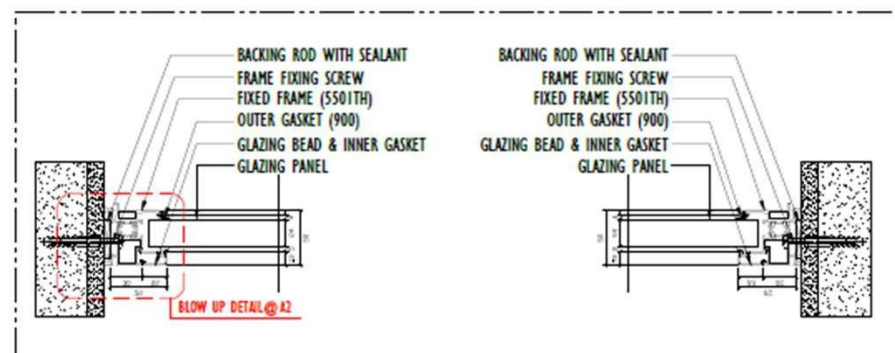 BACKING ROD WITH SEALANT
FRAME FIXING SCREW
FIXED FRAME (5501TH)
OUTER GASKET (900)
GLAZING BEAD & INNER GASKET
GLAZING PANEL
BLOW UP DETAIL@ A2
BACKING ROD WITH SEALANT
FRAME FIXING SCREW
FIXED FRAME (5501TH)
OUTER GASKET (900)
GLAZING BEAD & INNER GASKET
GLAZING PANEL